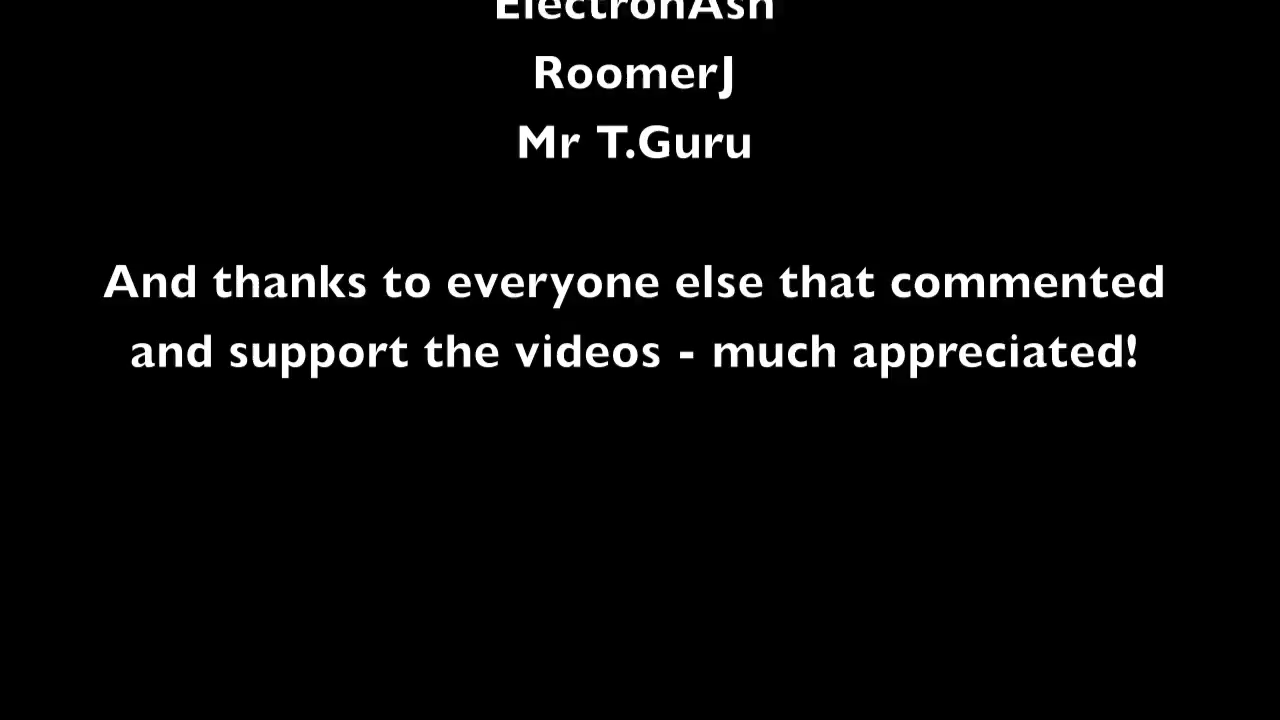 ElectronAsh
RoomerJ
Mr T.Guru
And thanks to everyone else that commented
and support the videos - much appreciated!